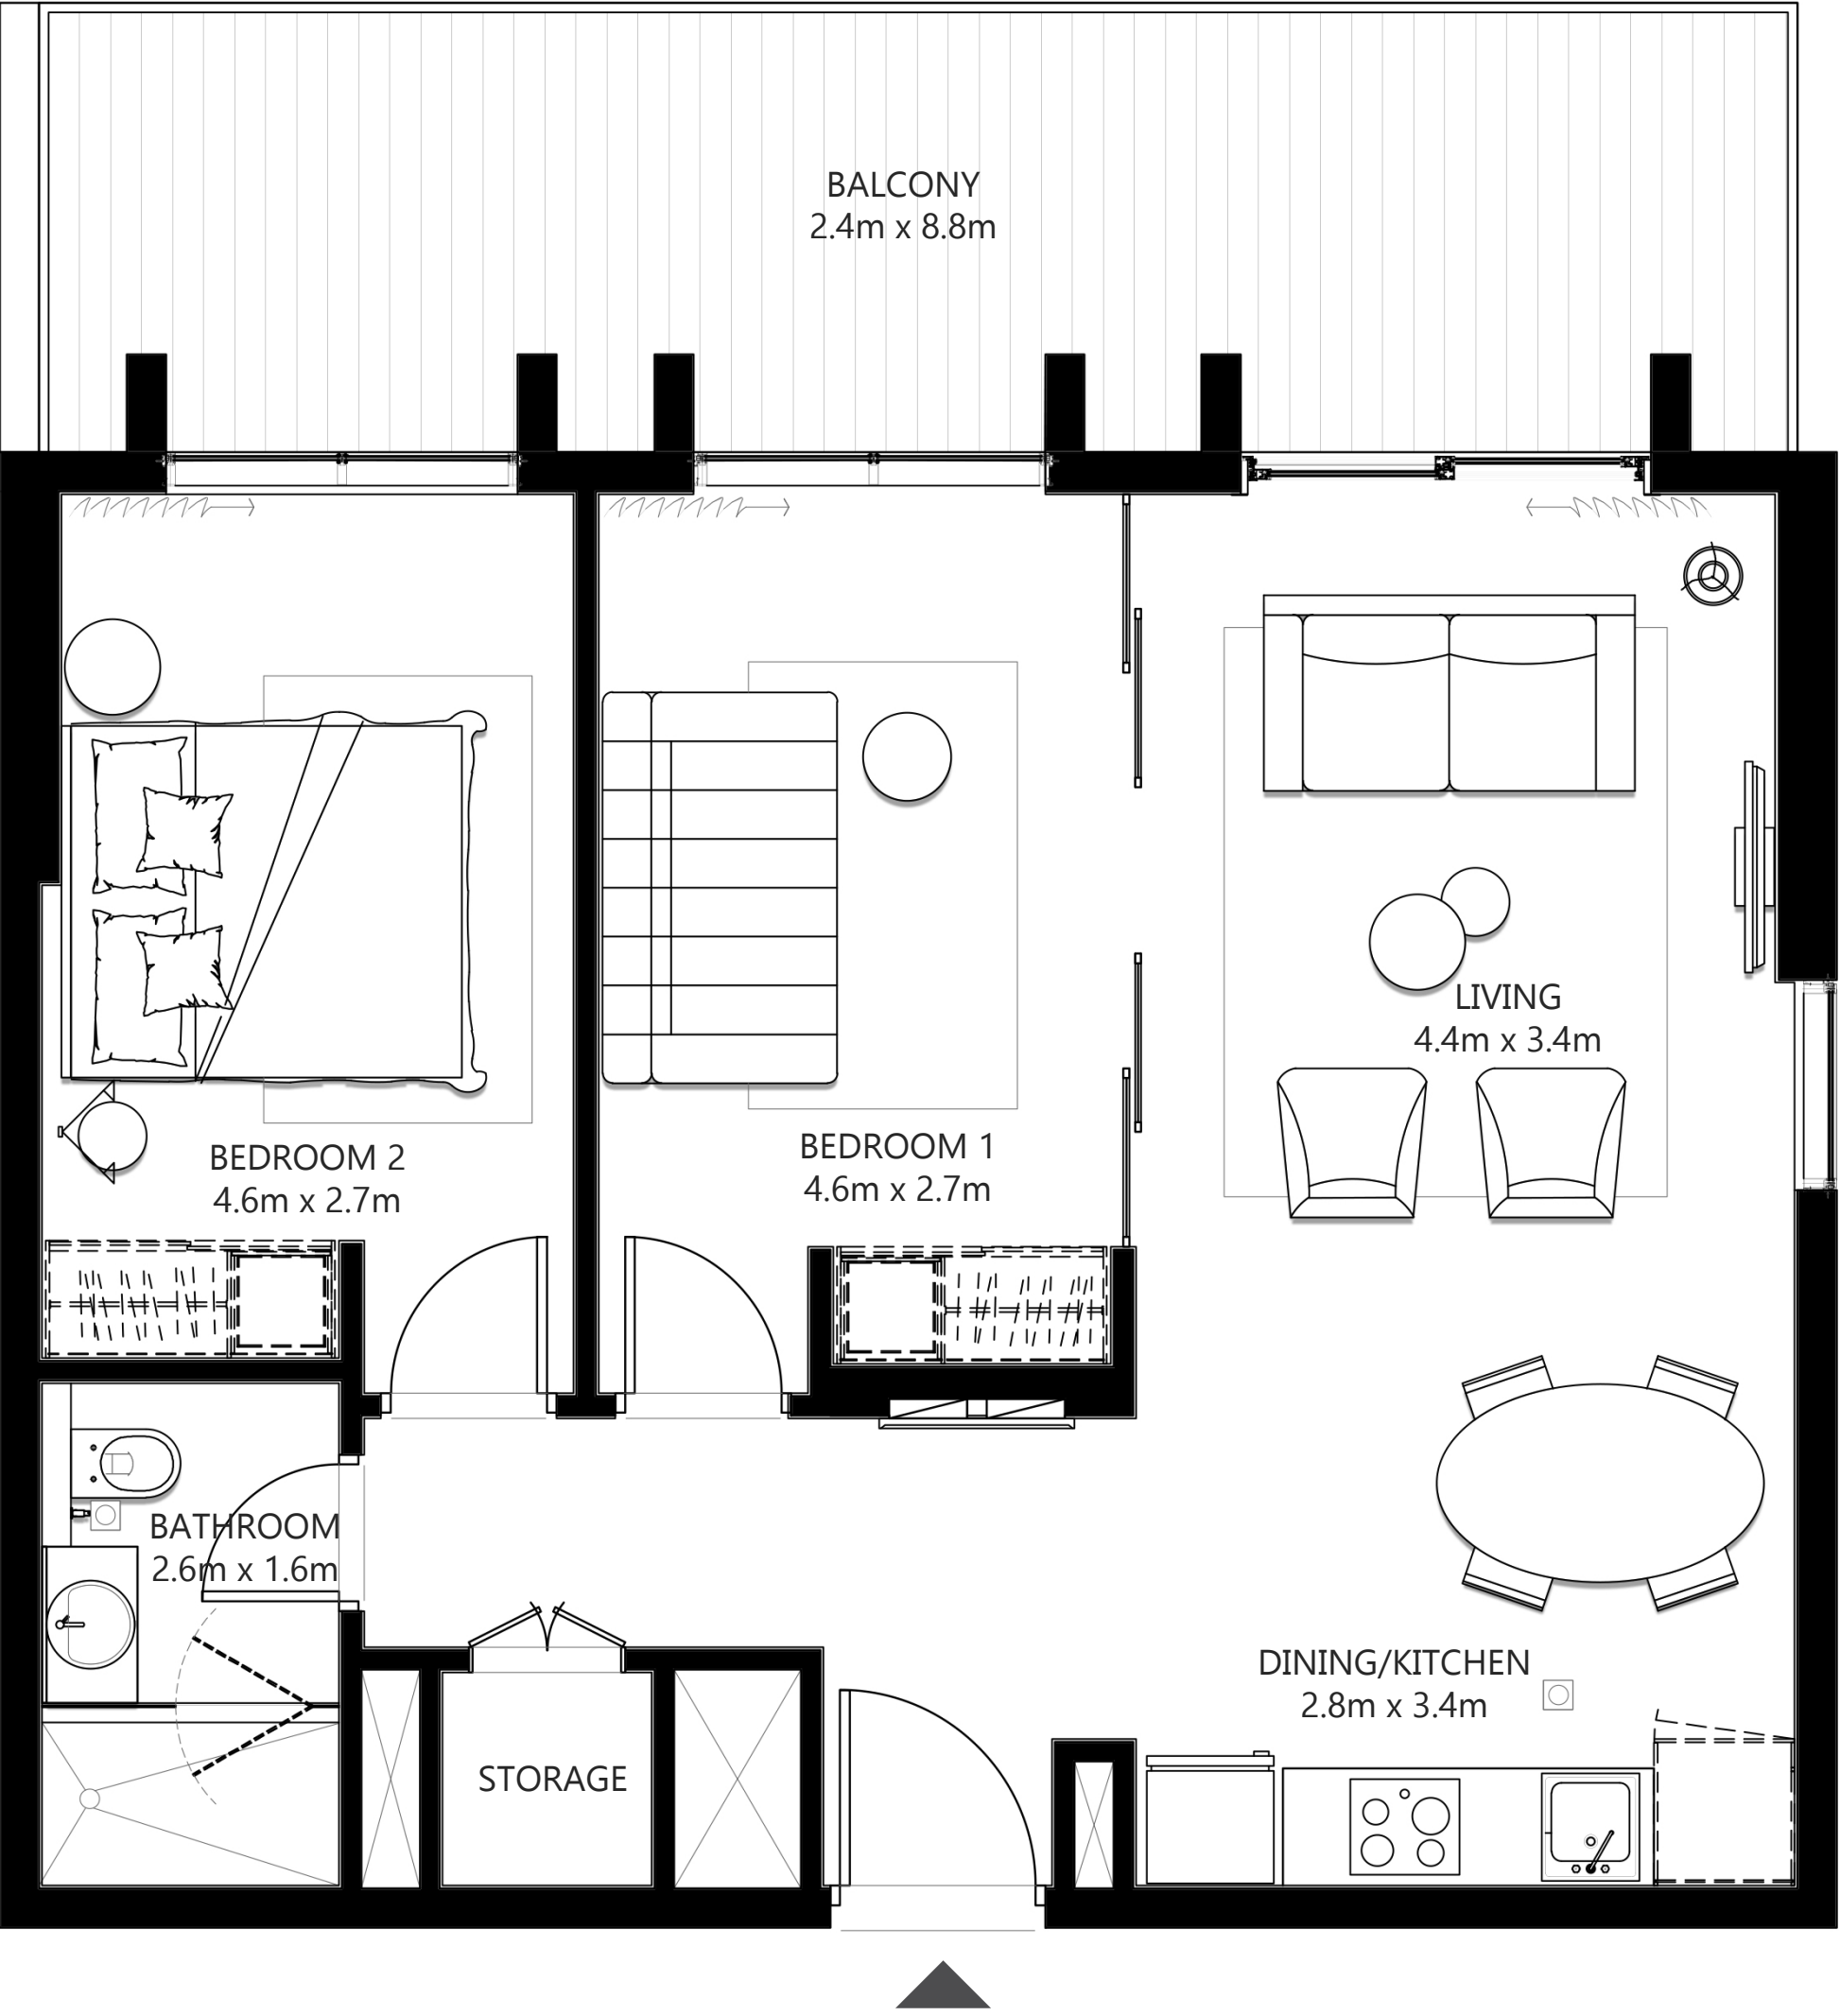 BALCONY
2.4m x 8.8m
LIVING
4.4m x 3.4m
BEDROOM 2
4.6m x 2.7m
BEDROOM 1
4.6m x 2.7m
BATHROOM
2.6m x 1.6m
DINING/KITCHEN
2.8m x 3.4m
STORAGE